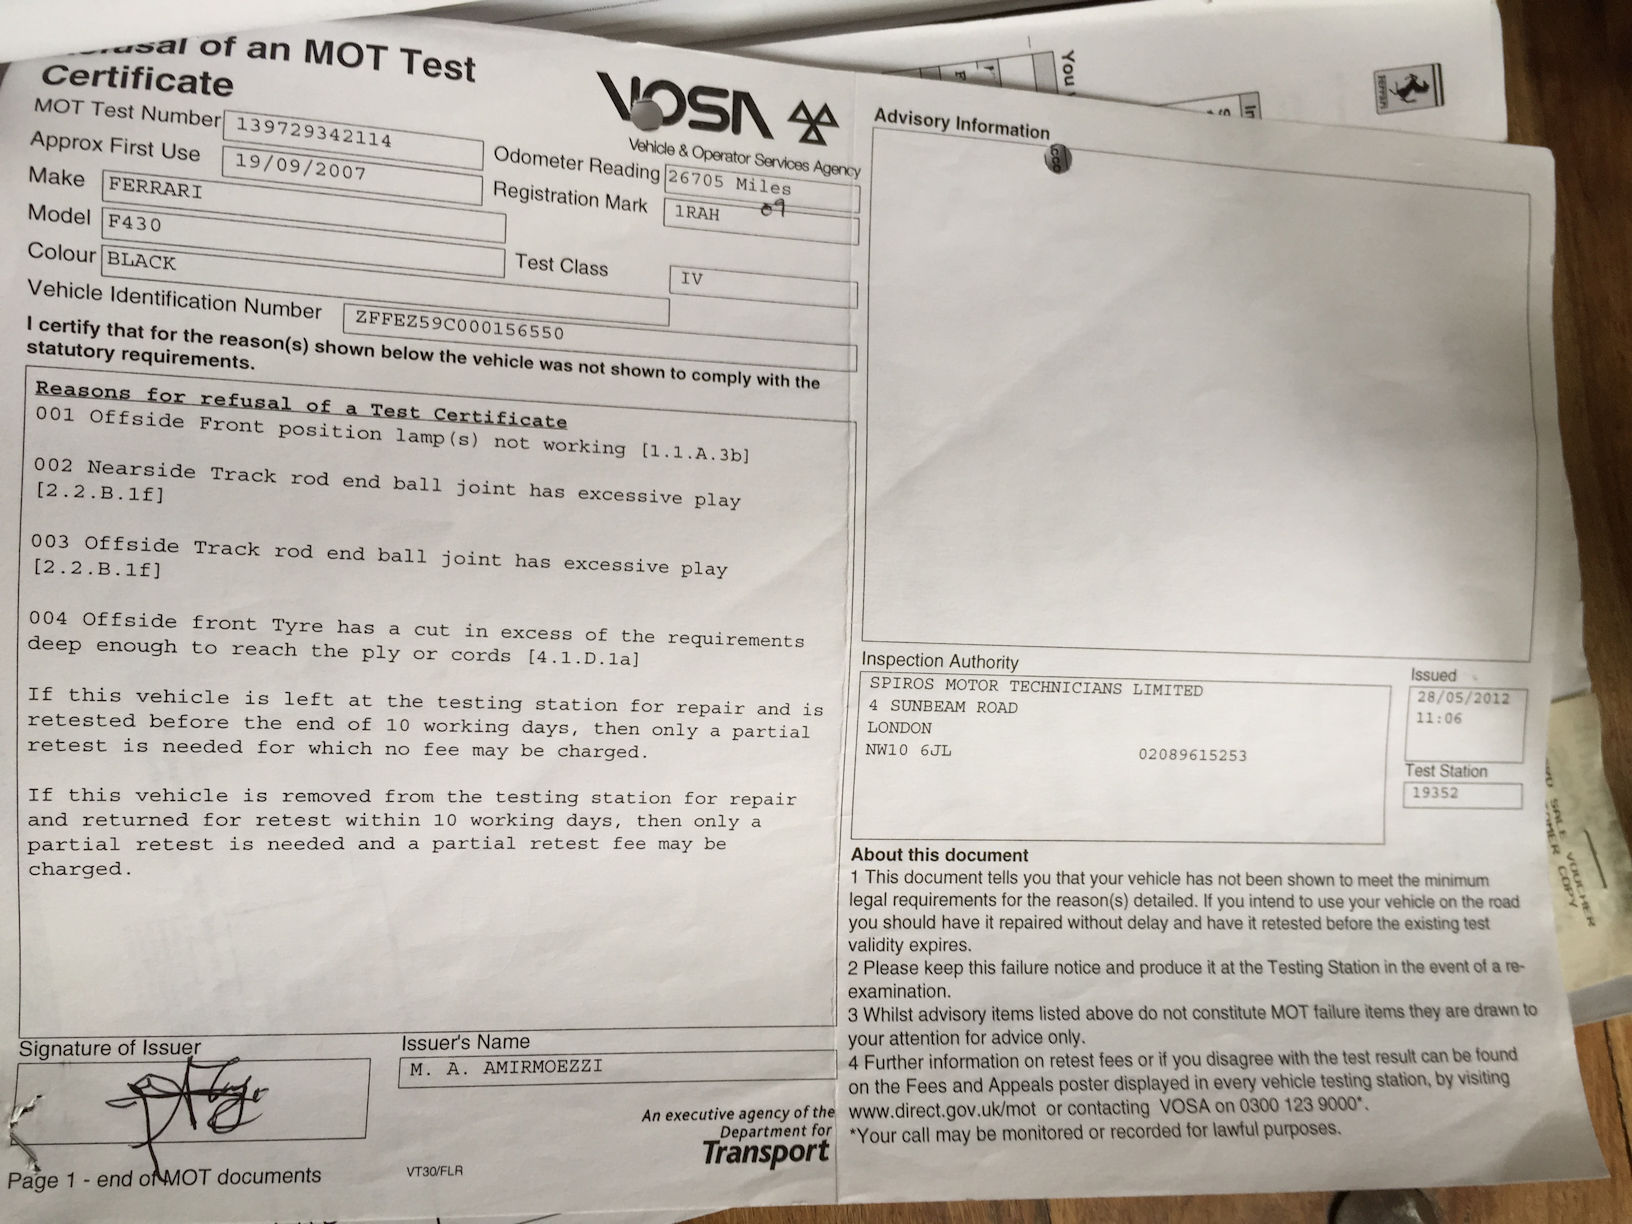 of an MOT Test
Certificate
MOT Test Number 139729342114
Approx First Use 19/09/2007
Make FERRARI
Model F430
Colour BLACK
VOSA
Vehicle & Operator Services Agency
Odometer Reading 26705 Miles
Registration Mark 1RAH 09
Test Class IV
Vehicle Identification Number ZFFEZ59C000156550
I certify that for the reason(s) shown below the vehicle was not shown to comply with the
statutory requirements.
Reasons for refusal of a Test Certificate
001 Offside Front position lamp(s) not working [1.1.A.3b]
002 Nearside Track rod end ball joint has excessive play
[2.2.B.1f]
003 Offside Track rod end ball joint has excessive play
[2.2.B.1f]
004 Offside front Tyre has a cut in excess of the requirements
deep enough to reach the ply or cords [4.1.D.1a]
If this vehicle is left at the testing station for repair and is
retested before the end of 10 working days, then only a partial
retest is needed for which no fee may be charged.
If this vehicle is removed from the testing station for repair
and returned for retest within 10 working days, then only a
partial retest is needed and a partial retest fee may be
charged.
Signature of Issuer
Issuer's Name
M. A. AMIRMOEZZI
An executive agency of the
Department for
Transport
Page 1 - end of MOT documents
VT30/FLR
Advisory Information
Inspection Authority
SPIROS MOTOR TECHNICIANS LIMITED
4 SUNBEAM ROAD
LONDON
NW10 6JL 02089615253
Issued
28/05/2012
11:06
Test Station
19352
About this document
1 This document tells you that your vehicle has not been shown to meet the minimum
legal requirements for the reason(s) detailed. If you intend to use your vehicle on the road
you should have it repaired without delay and have it retested before the existing test
validity expires.
2 Please keep this failure notice and produce it at the Testing Station in the event of a re-
examination.
3 Whilst advisory items listed above do not constitute MOT failure items they are drawn to
your attention for advice only.
4 Further information on retest fees or if you disagree with the test result can be found
on the Fees and Appeals poster displayed in every vehicle testing station, by visiting
www.direct.gov.uk/mot or contacting VOSA on 0300 123 9000*.
*Your call may be monitored or recorded for lawful purposes.
You
SALE VOUCHER
COPY